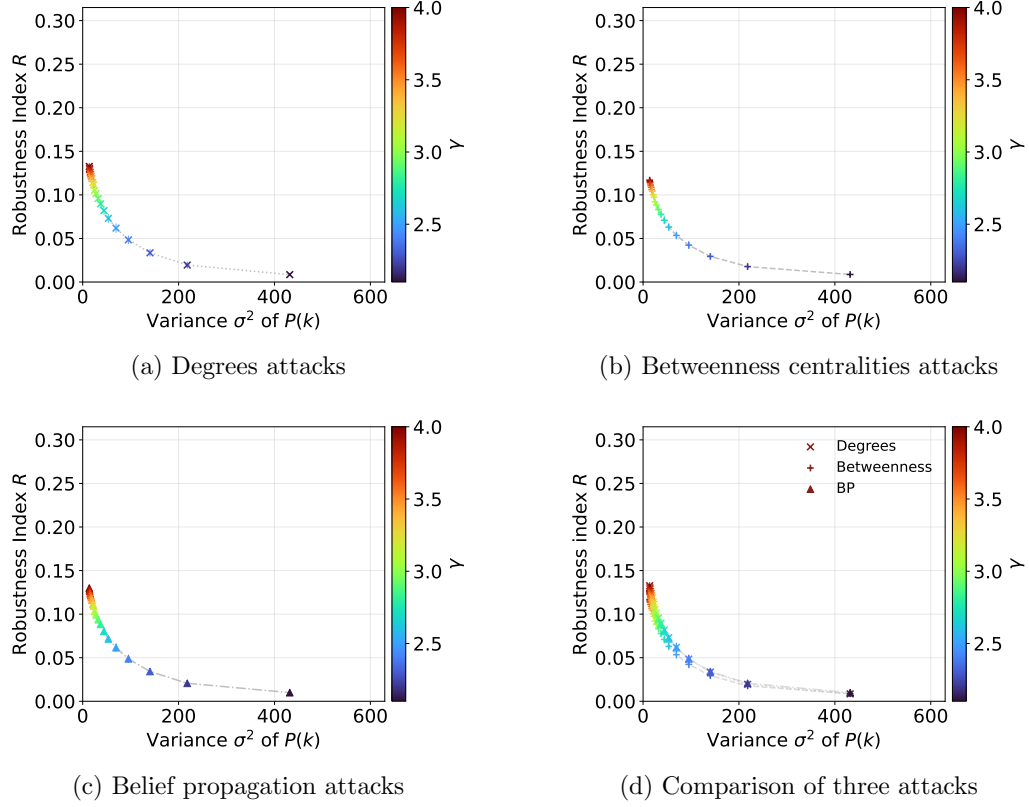 0.30
0.25
0.20
0.15
0.10
0.05
0.00
Robustness Index R
0 200 400 600
Variance σ² of P(k)
4.0
3.5
3.0
2.5
γ
(a) Degrees attacks
0.30
0.25
0.20
0.15
0.10
0.05
0.00
Robustness Index R
0 200 400 600
Variance σ² of P(k)
4.0
3.5
3.0
2.5
γ
(b) Betweenness centralities attacks
0.30
0.25
0.20
0.15
0.10
0.05
0.00
Robustness Index R
0 200 400 600
Variance σ² of P(k)
4.0
3.5
3.0
2.5
γ
(c) Belief propagation attacks
0.30
0.25
0.20
0.15
0.10
0.05
0.00
Robustness index R
Degrees
Betweenness
BP
0 200 400 600
Variance σ² of P(k)
4.0
3.5
3.0
2.5
γ
(d) Comparison of three attacks